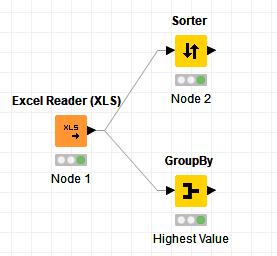 Sorter
Node 2
Excel Reader (XLS)
XLS
Node 1
GroupBy
Highest Value